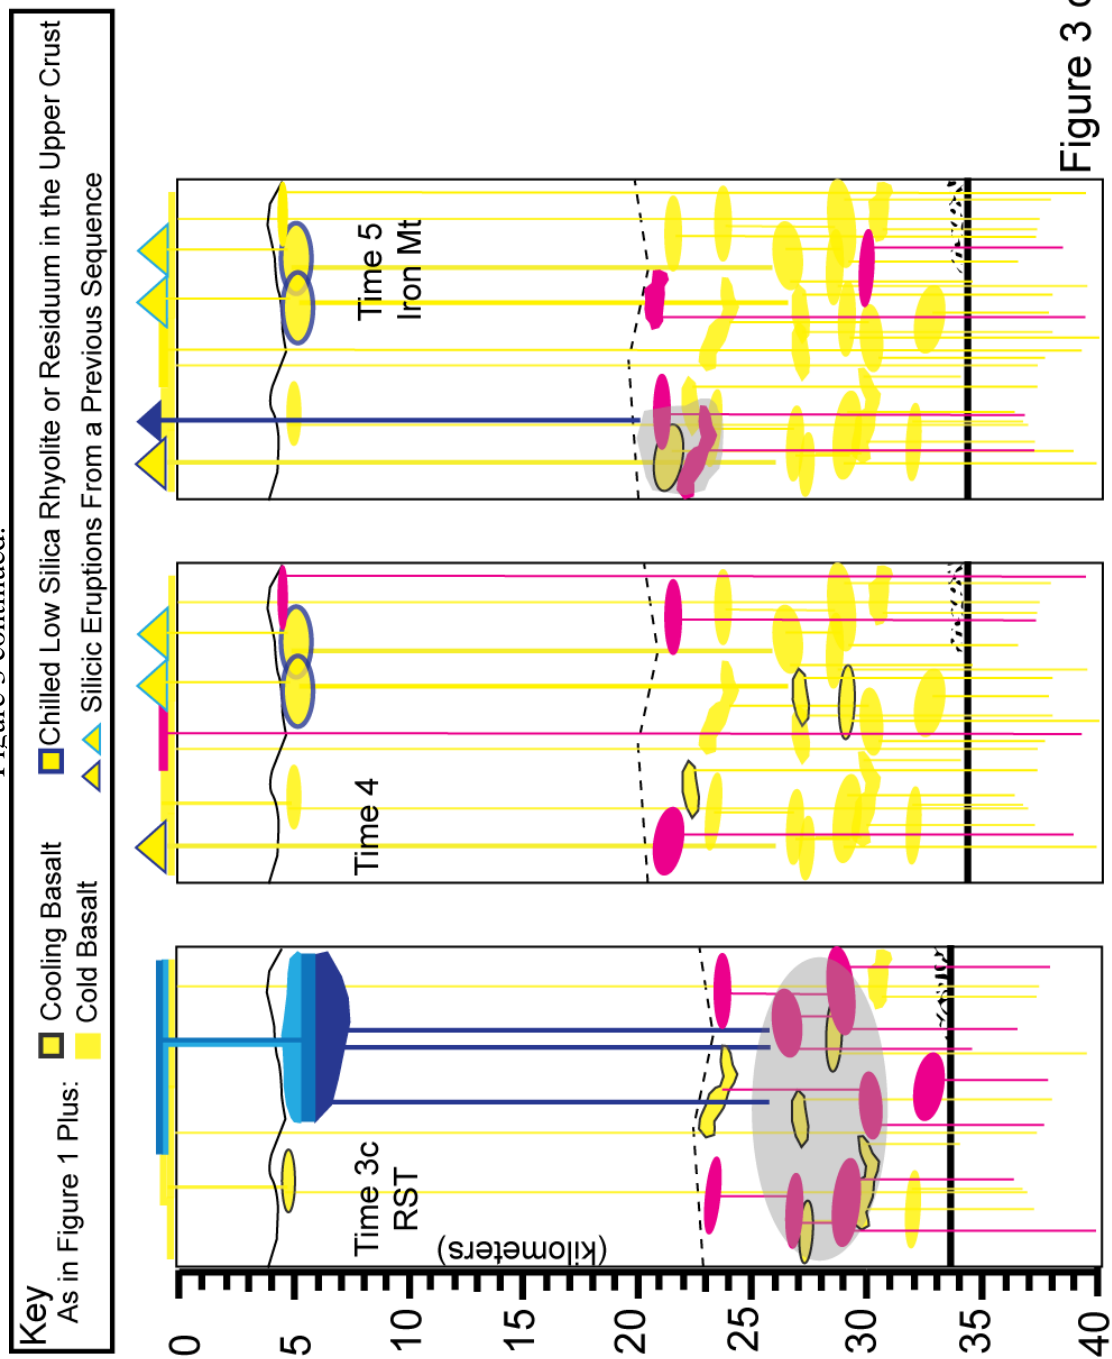 Key
As in Figure 1 Plus:
Cooling Basalt
Cold Basalt
Chilled Low Silica Rhyolite or Residuum in the Upper Crust
Silicic Eruptions From a Previous Sequence
Figure 3 continued.
0
5
10
15
20
25
30
35
40
(kilometers)
Time 3c
RST
Time 4
Time 5
Iron Mt
Figure 3